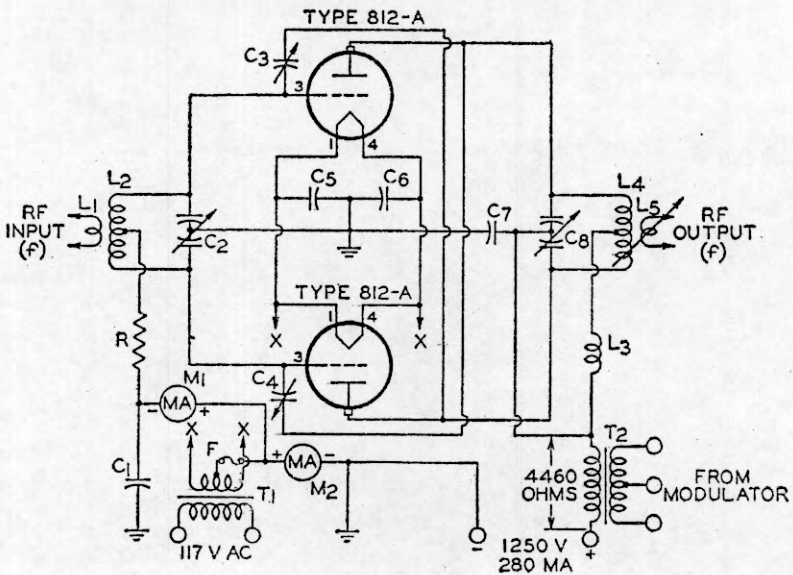 TYPE 812-A
C3
3
1
4
L1
L2
C5
C6
C7
L4
L5
RF
INPUT
(f)
C2
C8
RF
OUTPUT
(f)
TYPE 812-A
1
4
X
X
3
R
C4
L3
M1
- MA +
X
X
F
+ MA -
M2
T2
C1
T1
4460
OHMS
FROM
MODULATOR
117 V AC
-
+
1250 V
280 MA